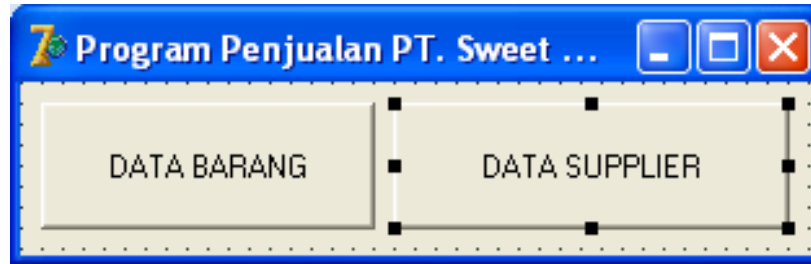 Program Penjualan PT. Sweet ...
DATA BARANG
DATA SUPPLIER